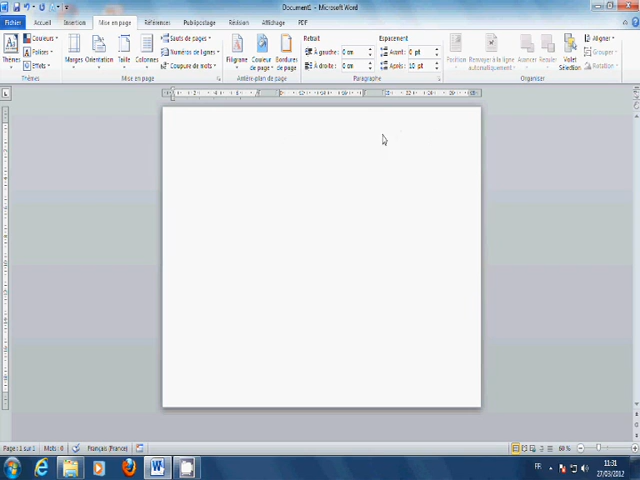 Document1 - Microsoft Word
Fichier Accueil Insertion Mise en page Références Publipostage Révision Affichage PDF
Thèmes Couleurs Polices Effets
Marges Orientation Taille Colonnes Sauts de pages Numéros de lignes Coupure de mots
Filigrane Couleur de page Bordures de page
Retrait Espacement
À gauche : 0 cm Avant : 0 pt
À droite : 0 cm Après : 10 pt
Position Renvoyer à la ligne automatiquement Avancer Reculer Volet Sélection Aligner Grouper Rotation
Thèmes Mise en page Arrière-plan de page Paragraphe Organiser
Page : 1 sur 1 Mots : 0 Français (France)
FR 11:31
27/03/2012